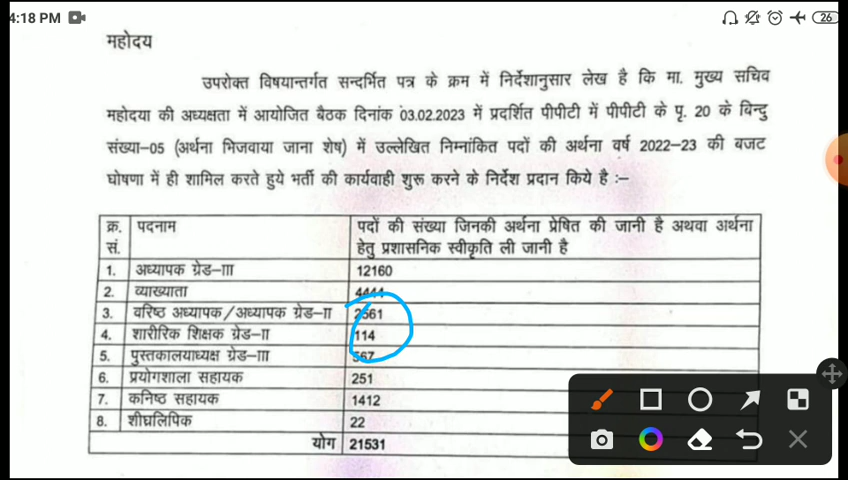 4:18 PM
26
महोदय
उपरोक्त विषयान्तर्गत सन्दर्भित पत्र के क्रम में निर्देशानुसार लेख है कि मा. मुख्य सचिव
महोदया की अध्यक्षता में आयोजित बैठक दिनांक 03.02.2023 में प्रदर्शित पीपीटी में पीपीटी के पृ. 20 के बिन्दु
संख्या–05 (अर्थना भिजवाया जाना शेष) में उल्लेखित निम्नांकित पदों की अर्थना वर्ष 2022–23 की बजट
घोषणा में ही शामिल करते हुये भर्ती की कार्यवाही शुरू करने के निर्देश प्रदान किये है :–
क्र. सं. पदनाम पदों की संख्या जिनकी अर्थना प्रेषित की जानी है अथवा अर्थना
हेतु प्रशासनिक स्वीकृति ली जानी है
1. अध्यापक ग्रेड–III 12160
2. व्याख्याता 4444
3. वरिष्ठ अध्यापक/अध्यापक ग्रेड–II 2561
4. शारीरिक शिक्षक ग्रेड–II 114
5. पुस्तकालयाध्यक्ष ग्रेड–III 567
6. प्रयोगशाला सहायक 251
7. कनिष्ठ सहायक 1412
8. शीघ्रलिपिक 22
योग 21531